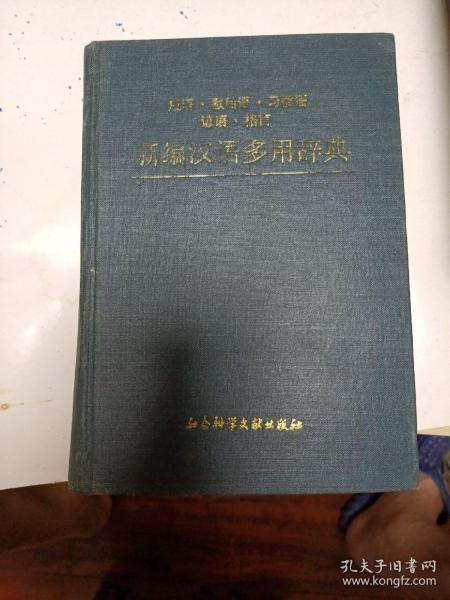 成语·歇后语·习惯语
谚语·格言
新编汉语多用辞典
社会科学文献出版社
孔夫子旧书网
www.kongfz.com